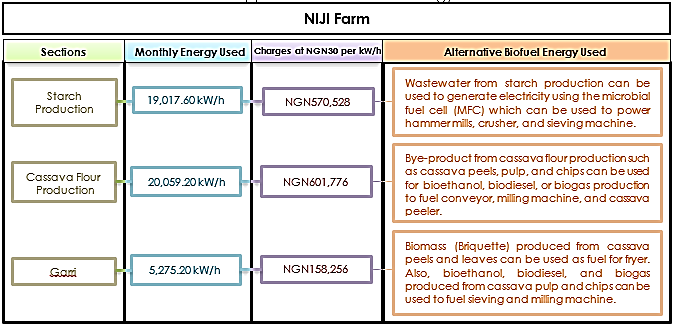 NIJI Farm
Sections
Monthly Energy Used
Charges at NGN30 per kW/h
Alternative Biofuel Energy Used
Starch
Production
19,017.60 kW/h
NGN570,528
Wastewater from starch production can be
used to generate electricity using the microbial
fuel cell (MFC) which can be used to power
hammer mills, crusher, and sieving machine.
Cassava Flour
Production
20,059.20 kW/h
NGN601,776
Bye-product from cassava flour production such
as cassava peels, pulp, and chips can be used
for bioethanol, biodiesel, or biogas production
to fuel conveyor, milling machine, and cassava
peeler.
Garri
5,275.20 kW/h
NGN158,256
Biomass (Briquette) produced from cassava
peels and leaves can be used as fuel for fryer.
Also, bioethanol, biodiesel, and biogas
produced from cassava pulp and chips can be
used to fuel sieving and milling machine.